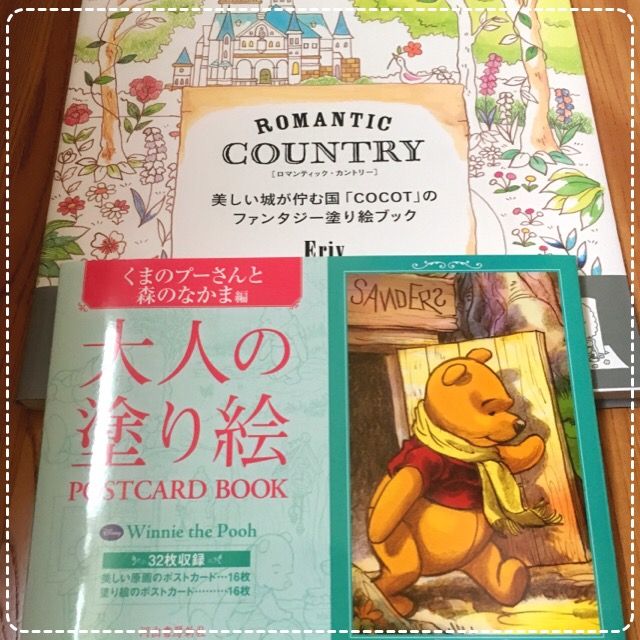 ROMANTIC
COUNTRY
[ロマンティック・カントリー]
美しい城が佇む国「COCOT」の
ファンタジー塗り絵ブック
Eriy
くまのプーさんと
森のなかま編
大人の
塗り絵
POSTCARD BOOK
Disney Winnie the Pooh
32枚収録
美しい原画のポストカード…16枚
塗り絵のポストカード………16枚
SANDERS